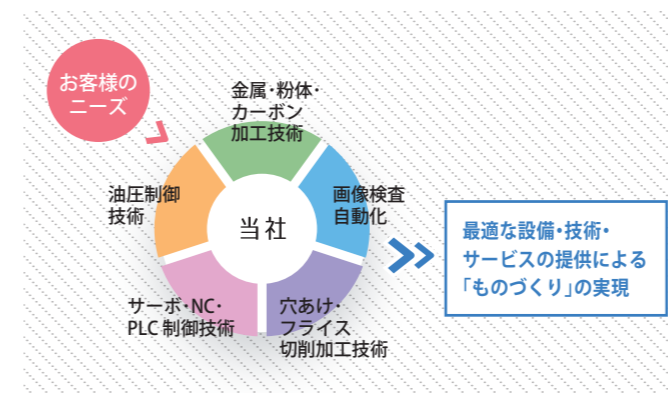 お客様の
ニーズ
金属・粉体・
カーボン
加工技術
油圧制御
技術
画像検査
自動化
当社
サーボ・NC・
PLC 制御技術
穴あけ・
フライス
切削加工技術
最適な設備・技術・
サービスの提供による
「ものづくり」の実現